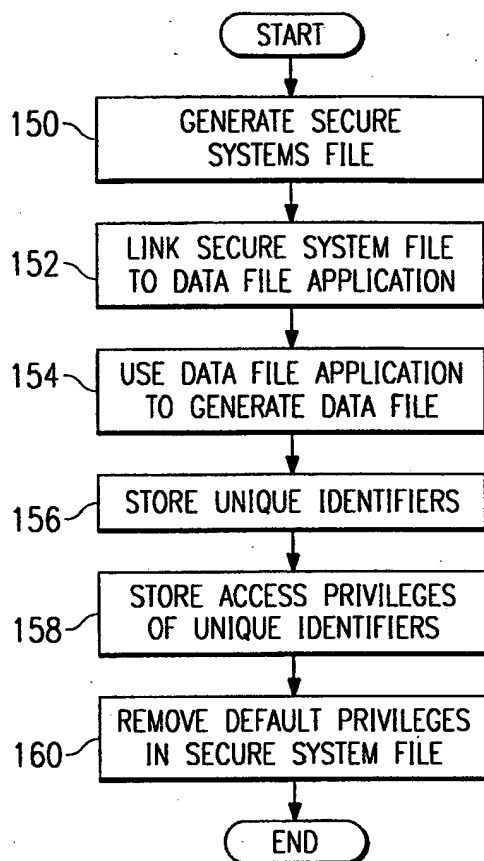 START
150
GENERATE SECURE
SYSTEMS FILE
152
LINK SECURE SYSTEM FILE
TO DATA FILE APPLICATION
154
USE DATA FILE APPLICATION
TO GENERATE DATA FILE
156
STORE UNIQUE IDENTIFIERS
158
STORE ACCESS PRIVILEGES
OF UNIQUE IDENTIFIERS
160
REMOVE DEFAULT PRIVILEGES
IN SECURE SYSTEM FILE
END